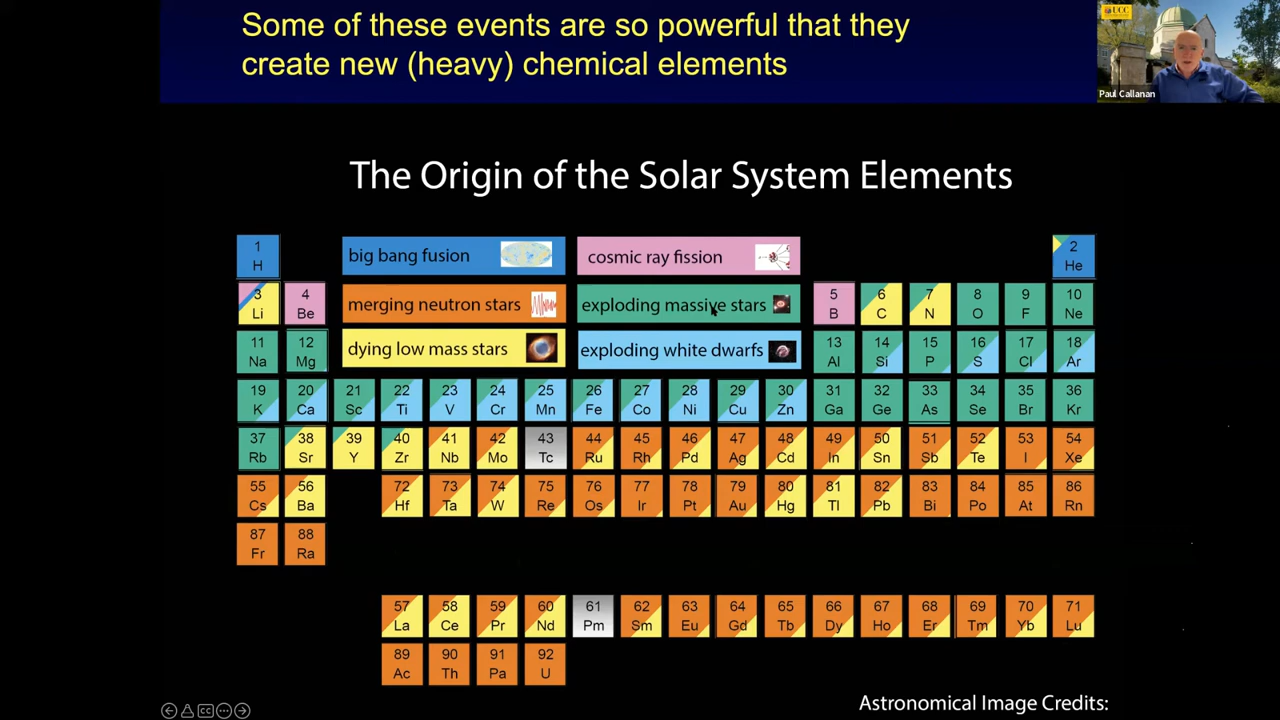 Some of these events are so powerful that they
create new (heavy) chemical elements
UCC
Paul Callanan
The Origin of the Solar System Elements
1 H
big bang fusion
cosmic ray fission
2 He
3 Li
4 Be
merging neutron stars
exploding massive stars
5 B
6 C
7 N
8 O
9 F
10 Ne
11 Na
12 Mg
dying low mass stars
exploding white dwarfs
13 Al
14 Si
15 P
16 S
17 Cl
18 Ar
19 K
20 Ca
21 Sc
22 Ti
23 V
24 Cr
25 Mn
26 Fe
27 Co
28 Ni
29 Cu
30 Zn
31 Ga
32 Ge
33 As
34 Se
35 Br
36 Kr
37 Rb
38 Sr
39 Y
40 Zr
41 Nb
42 Mo
43 Tc
44 Ru
45 Rh
46 Pd
47 Ag
48 Cd
49 In
50 Sn
51 Sb
52 Te
53 I
54 Xe
55 Cs
56 Ba
72 Hf
73 Ta
74 W
75 Re
76 Os
77 Ir
78 Pt
79 Au
80 Hg
81 Tl
82 Pb
83 Bi
84 Po
85 At
86 Rn
87 Fr
88 Ra
57 La
58 Ce
59 Pr
60 Nd
61 Pm
62 Sm
63 Eu
64 Gd
65 Tb
66 Dy
67 Ho
68 Er
69 Tm
70 Yb
71 Lu
89 Ac
90 Th
91 Pa
92 U
Astronomical Image Credits: